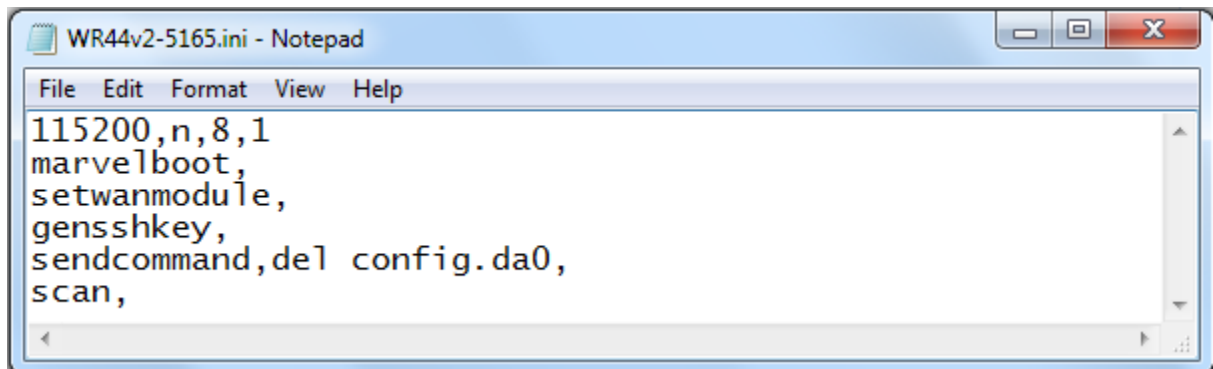 WR44v2-5165.ini - Notepad
File Edit Format View Help
115200,n,8,1
marvelboot,
setwanmodule,
gensshkey,
sendcommand,del config.da0,
scan,